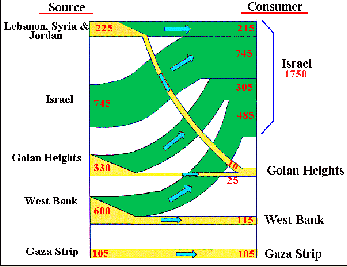 Source
Consumer
Lebanon, Syria &
Jordan
225
215
745
Israel
1750
305
Israel
745
485
Golan Heights
330
10
Golan Heights
25
West Bank
600
115
West Bank
Gaza Strip
105
105
Gaza Strip